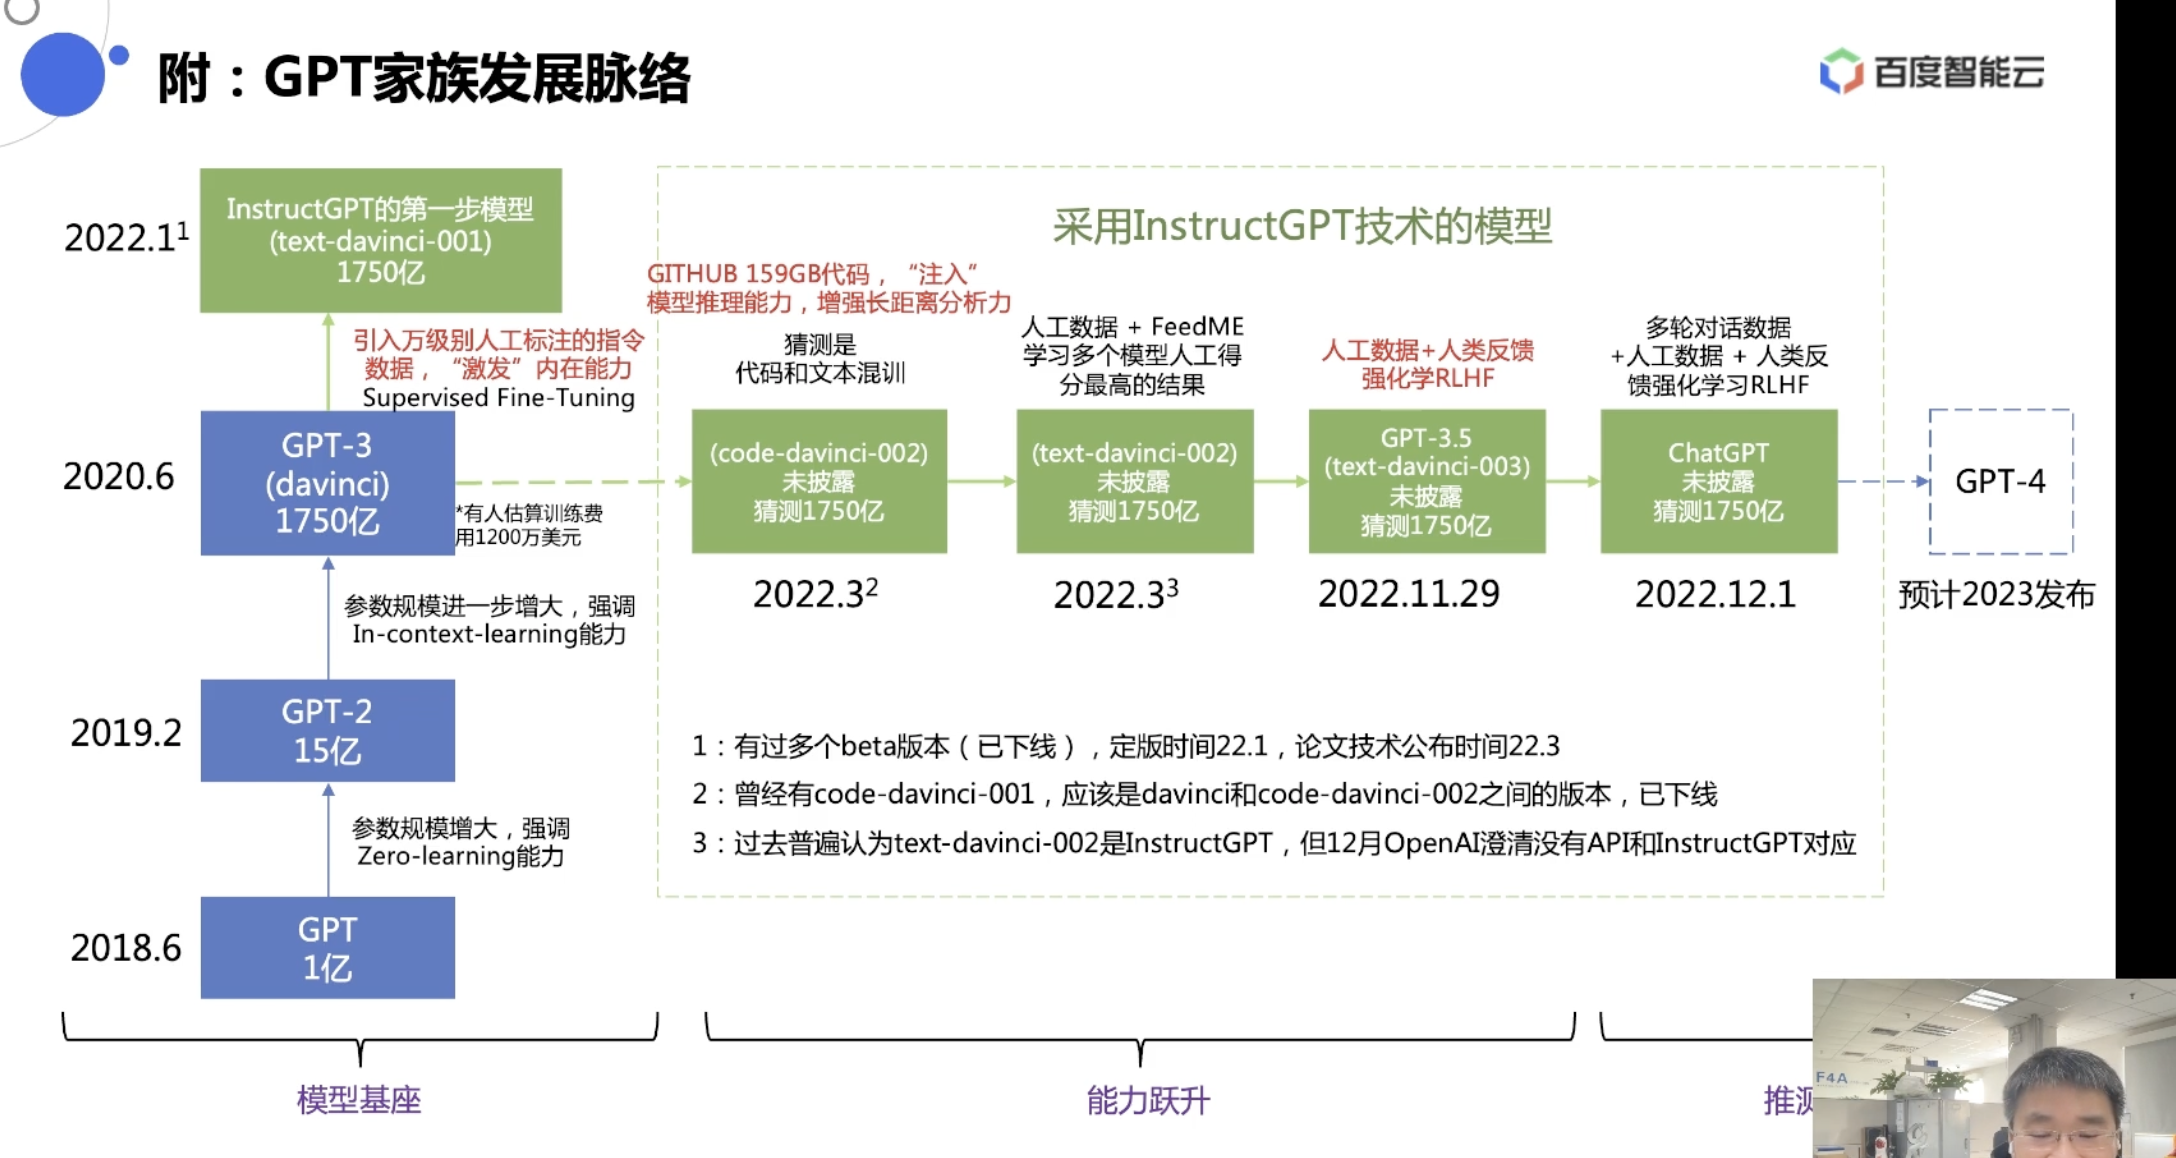 附：GPT家族发展脉络
百度智能云
2022.1¹
InstructGPT的第一步模型
(text-davinci-001)
1750亿
引入万级别人工标注的指令
数据，“激发”内在能力
Supervised Fine-Tuning
2020.6
GPT-3
(davinci)
1750亿
*有人估算训练费
用1200万美元
参数规模进一步增大，强调
In-context-learning能力
2019.2
GPT-2
15亿
参数规模增大，强调
Zero-learning能力
2018.6
GPT
1亿
采用InstructGPT技术的模型
GITHUB 159GB代码，“注入”
模型推理能力，增强长距离分析力
猜测是
代码和文本混训
(code-davinci-002)
未披露
猜测1750亿
2022.3²
人工数据 + FeedME
学习多个模型人工得
分最高的结果
(text-davinci-002)
未披露
猜测1750亿
2022.3³
人工数据+人类反馈
强化学RLHF
GPT-3.5
(text-davinci-003)
未披露
猜测1750亿
2022.11.29
多轮对话数据
+人工数据 + 人类反
馈强化学习RLHF
ChatGPT
未披露
猜测1750亿
2022.12.1
GPT-4
预计2023发布
1：有过多个beta版本（已下线），定版时间22.1，论文技术公布时间22.3
2：曾经有code-davinci-001，应该是davinci和code-davinci-002之间的版本，已下线
3：过去普遍认为text-davinci-002是InstructGPT，但12月OpenAI澄清没有API和InstructGPT对应
模型基座
能力跃升
推测
F4A